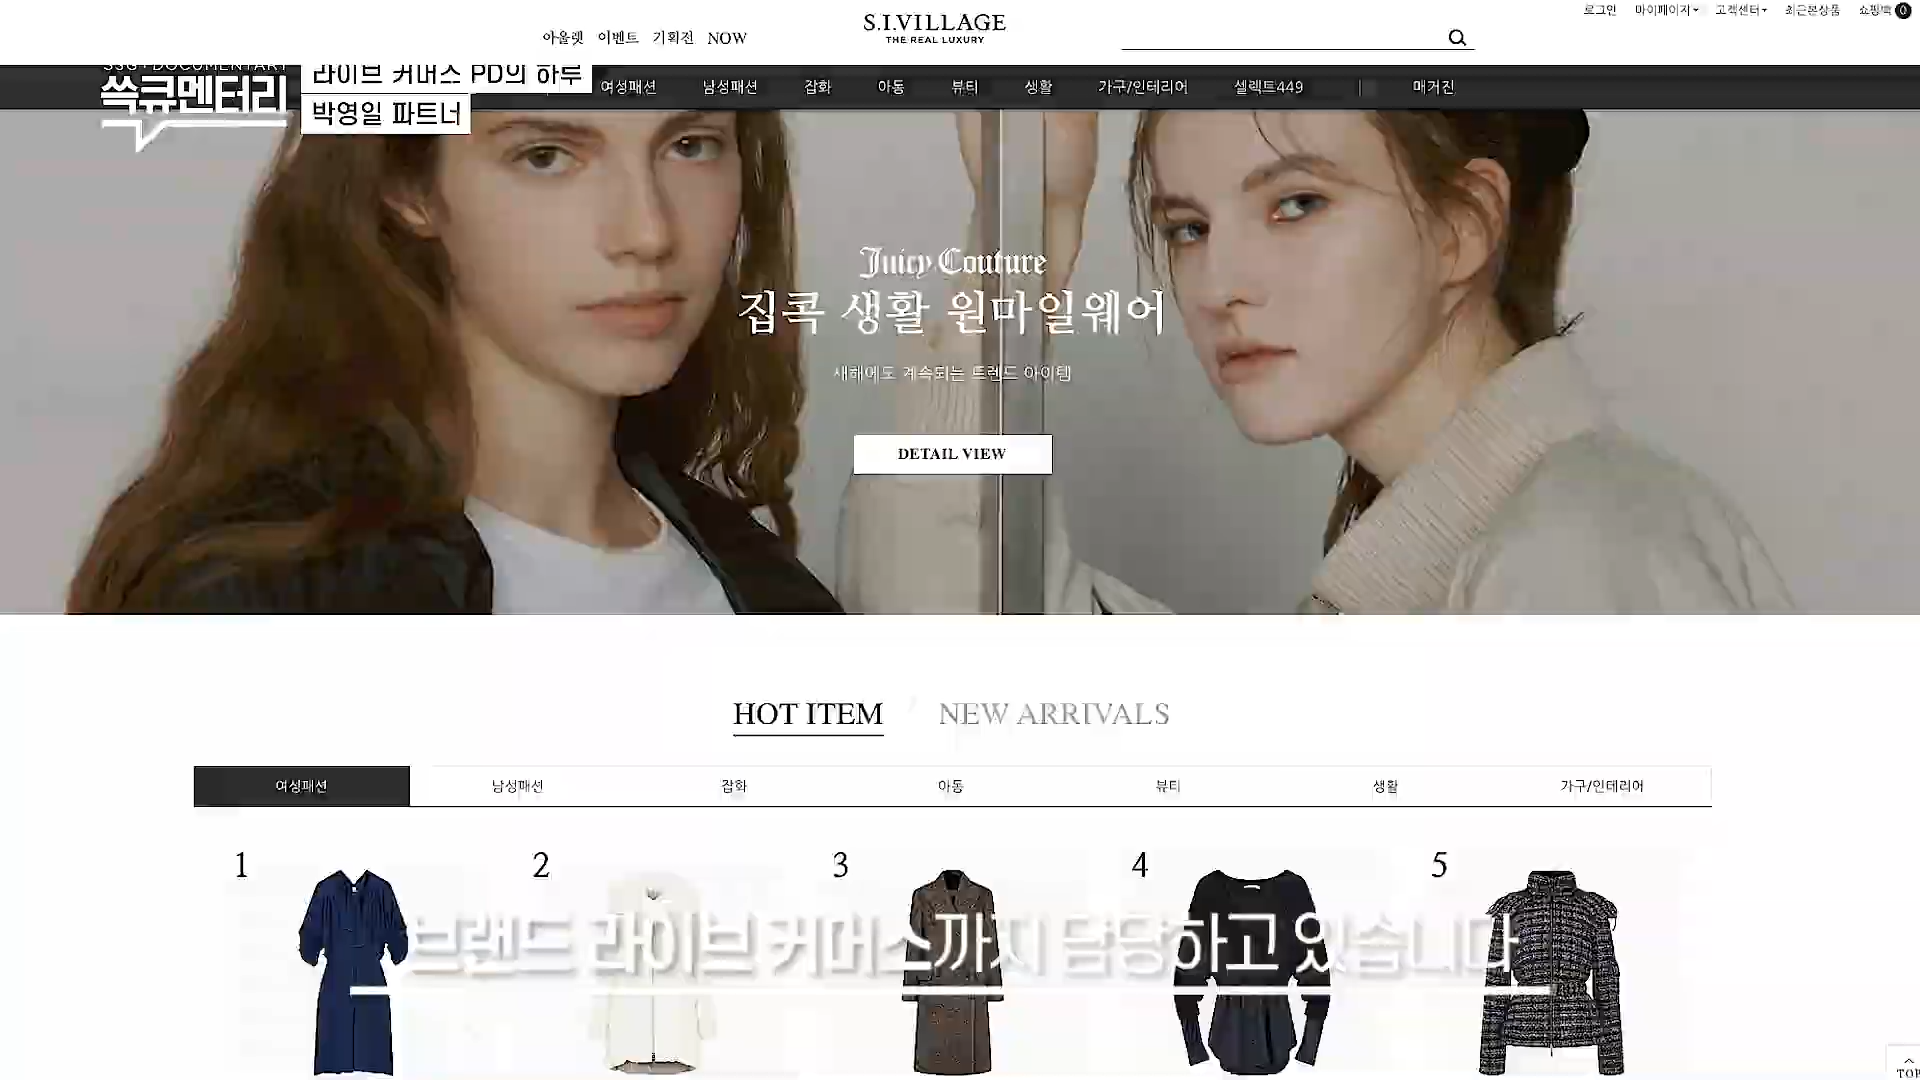 로그인 마이페이지 고객센터 최근본상품 쇼핑백 0
아울렛 이벤트 기획전 NOW
S.I.VILLAGE
THE REAL LUXURY
SSG · DOCUMENTARY
쓱큐멘터리
라이브 커머스 PD의 하루
박영일 파트너
여성패션 남성패션 잡화 아동 뷰티 생활 가구/인테리어 셀렉트449 | 매거진
Juicy Couture
집콕 생활 원마일웨어
새해에도 계속되는 트렌드 아이템
DETAIL VIEW
HOT ITEM / NEW ARRIVALS
여성패션 남성패션 잡화 아동 뷰티 생활 가구/인테리어
1 2 3 4 5
브랜드 라이브 커머스까지 담당하고 있습니다
TOP